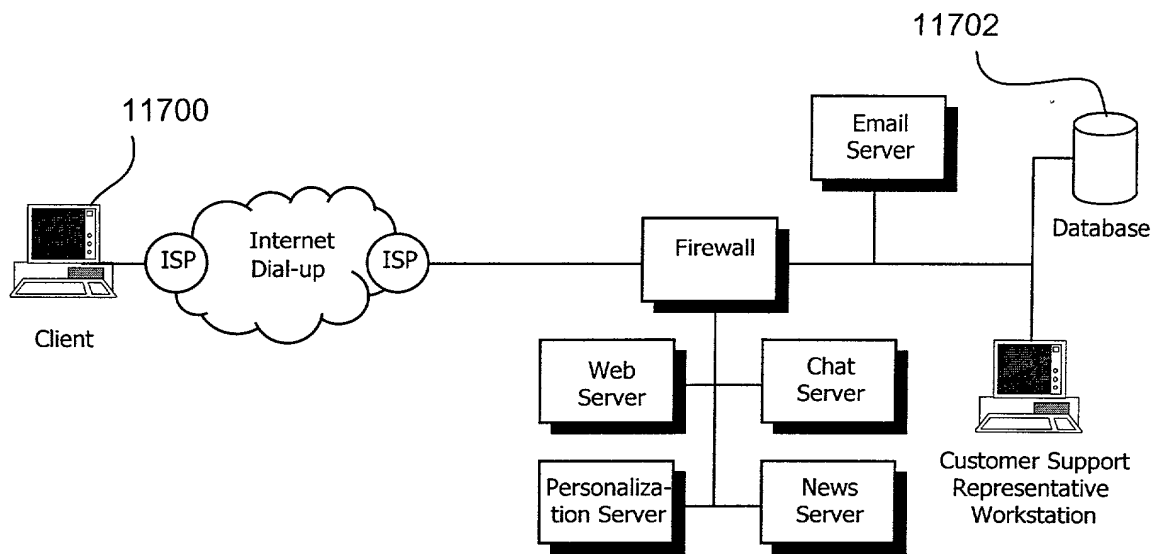 11702
11700
Email
Server
Database
Internet
Dial-up
ISP
ISP
Firewall
Client
Web
Server
Chat
Server
Personaliza-
tion Server
News
Server
Customer Support
Representative
Workstation